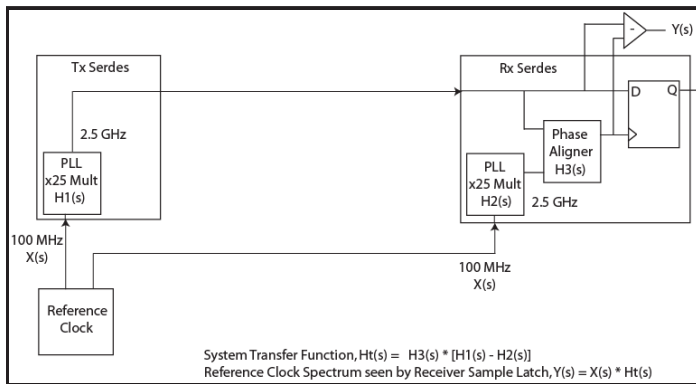 Y(s)
-
Tx Serdes
Rx Serdes
D
Q
2.5 GHz
Phase
Aligner
H3(s)
PLL
x25 Mult
H1(s)
PLL
x25 Mult
H2(s)
2.5 GHz
100 MHz
X(s)
100 MHz
X(s)
Reference
Clock
System Transfer Function, Ht(s) = H3(s) * [H1(s) - H2(s)]
Reference Clock Spectrum seen by Receiver Sample Latch, Y(s) = X(s) * Ht(s)